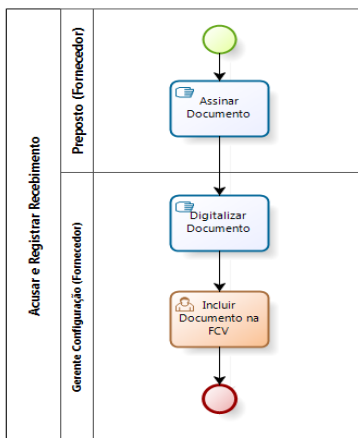 Acusar e Registrar Recebimento
Preposto (Fornecedor)
Assinar
Documento
Gerente Configuração (Fornecedor)
Digitalizar
Documento
Incluir
Documento na
FCV